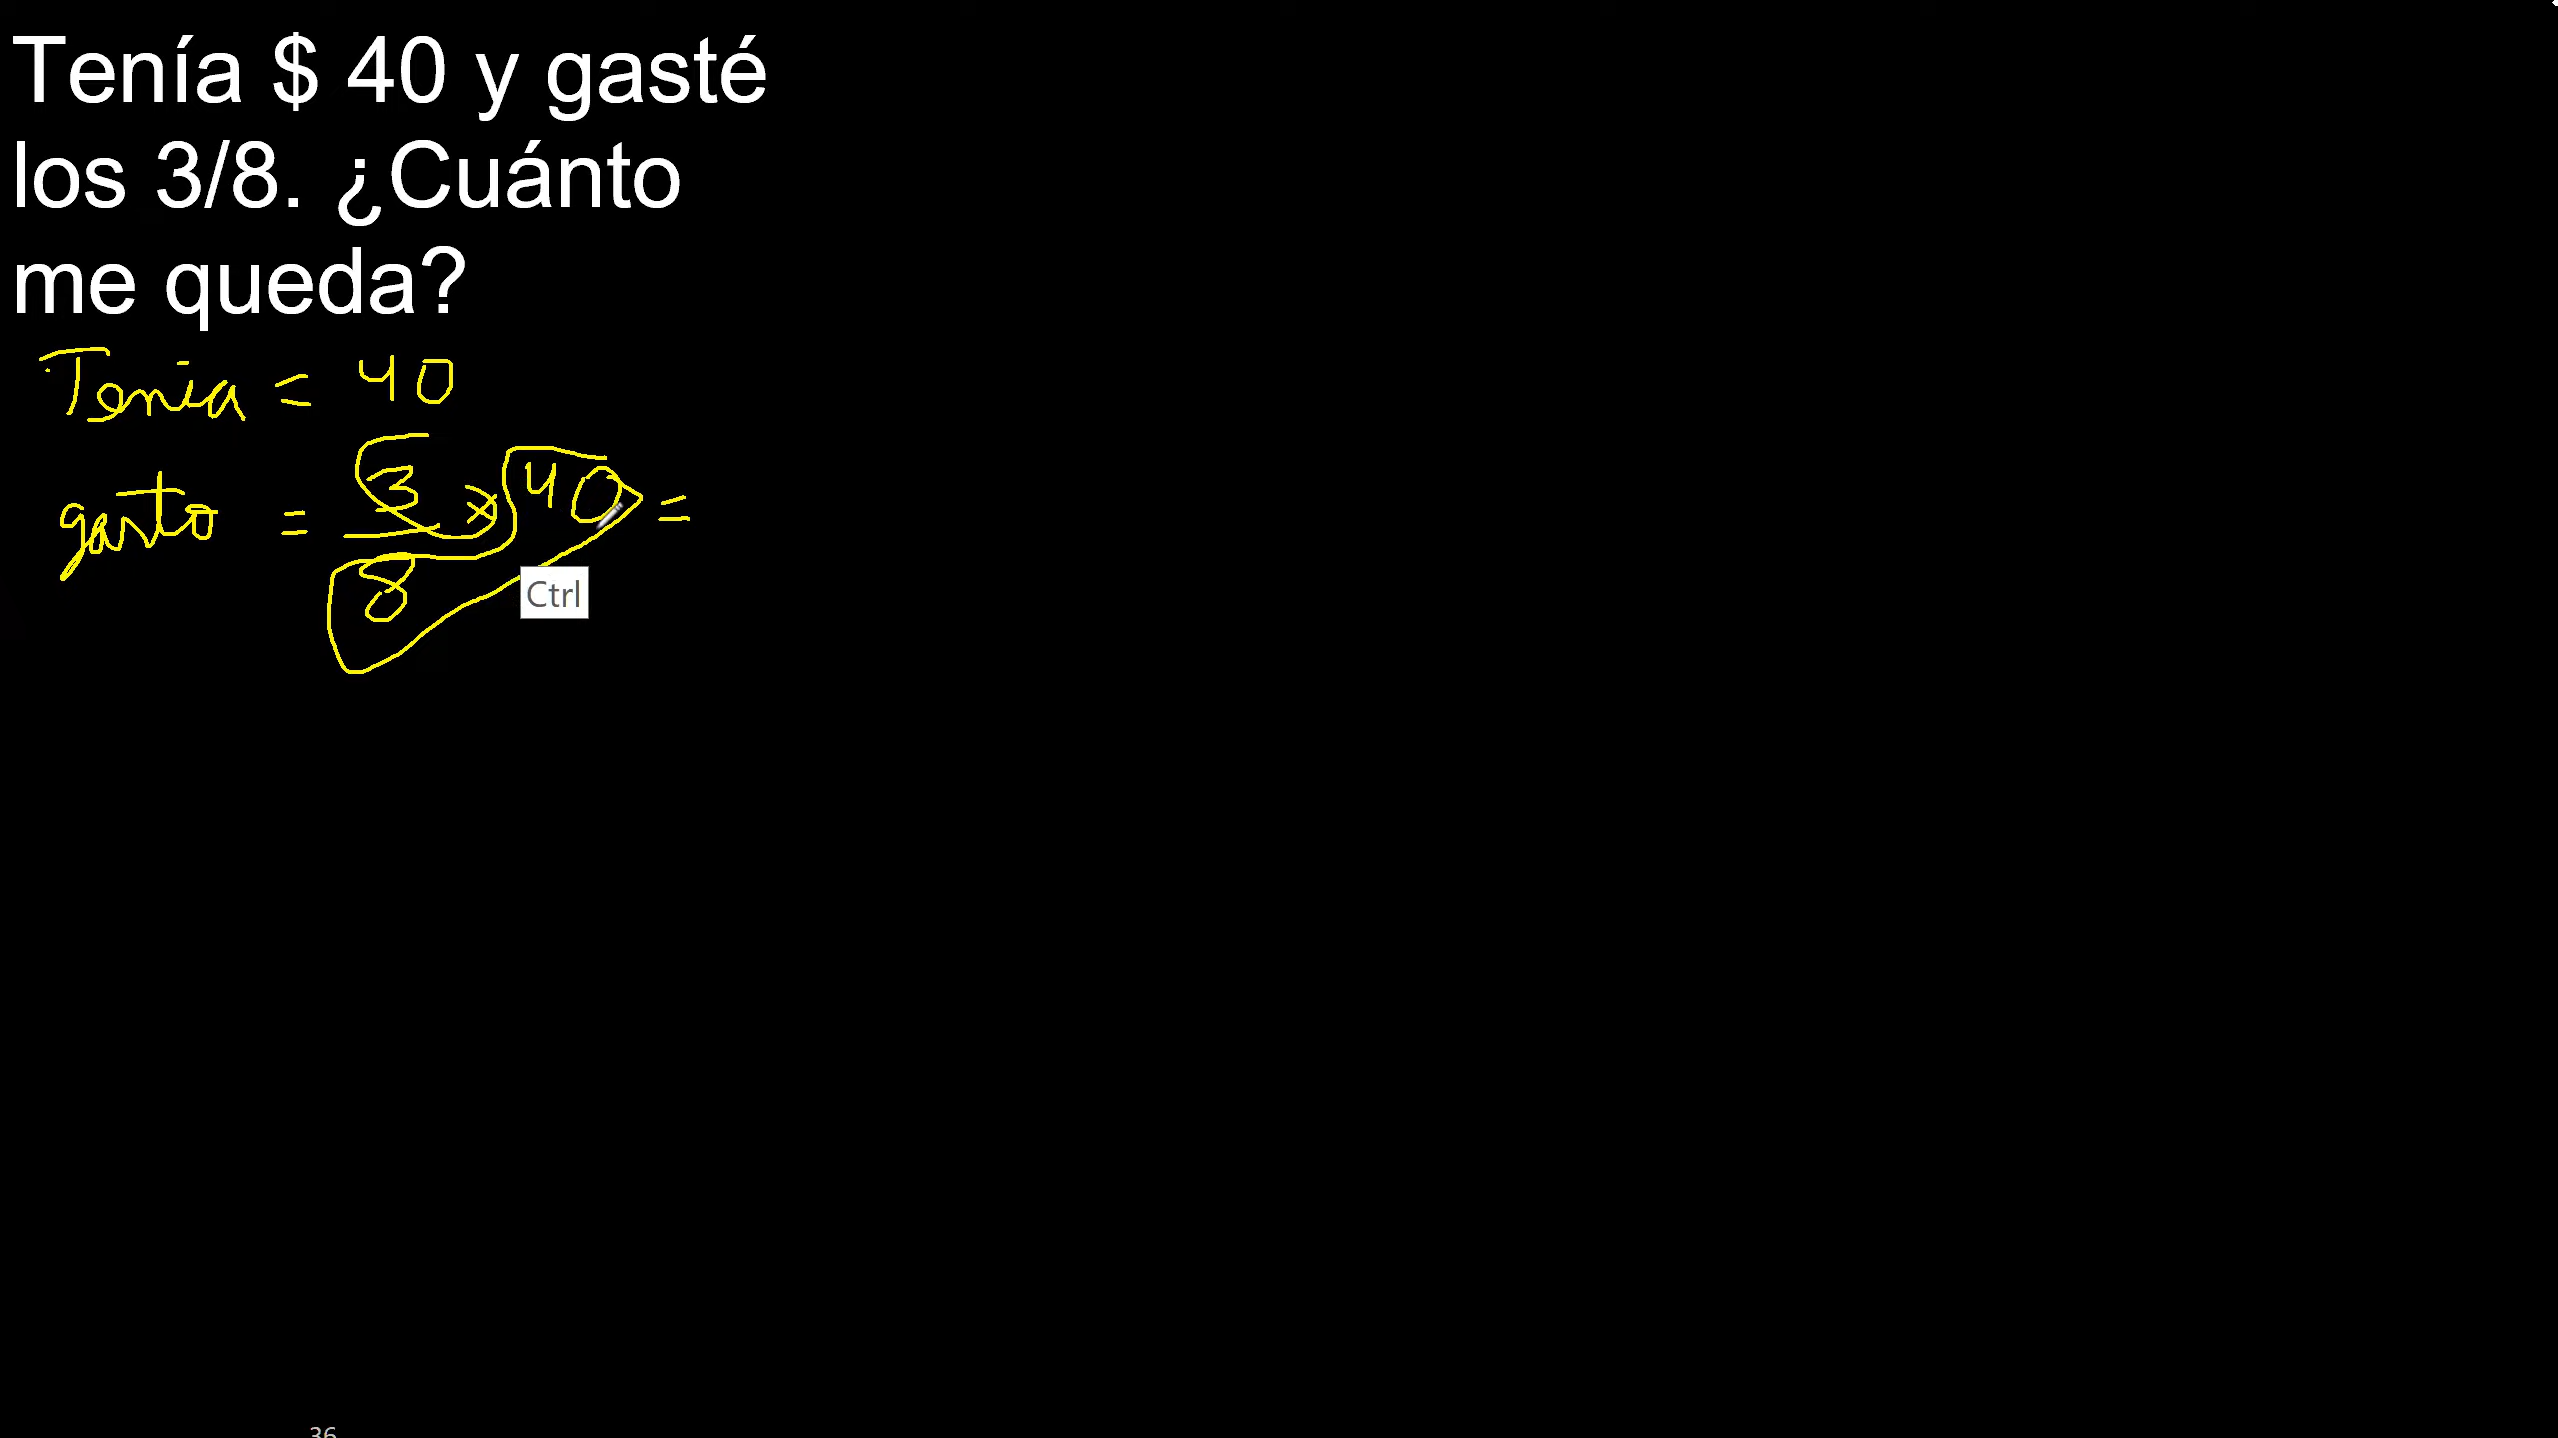 Tenía $ 40 y gasté
los 3/8. ¿Cuánto
me queda?
Tenia = 40
gasto = 3/8 x 40 =
Ctrl
36